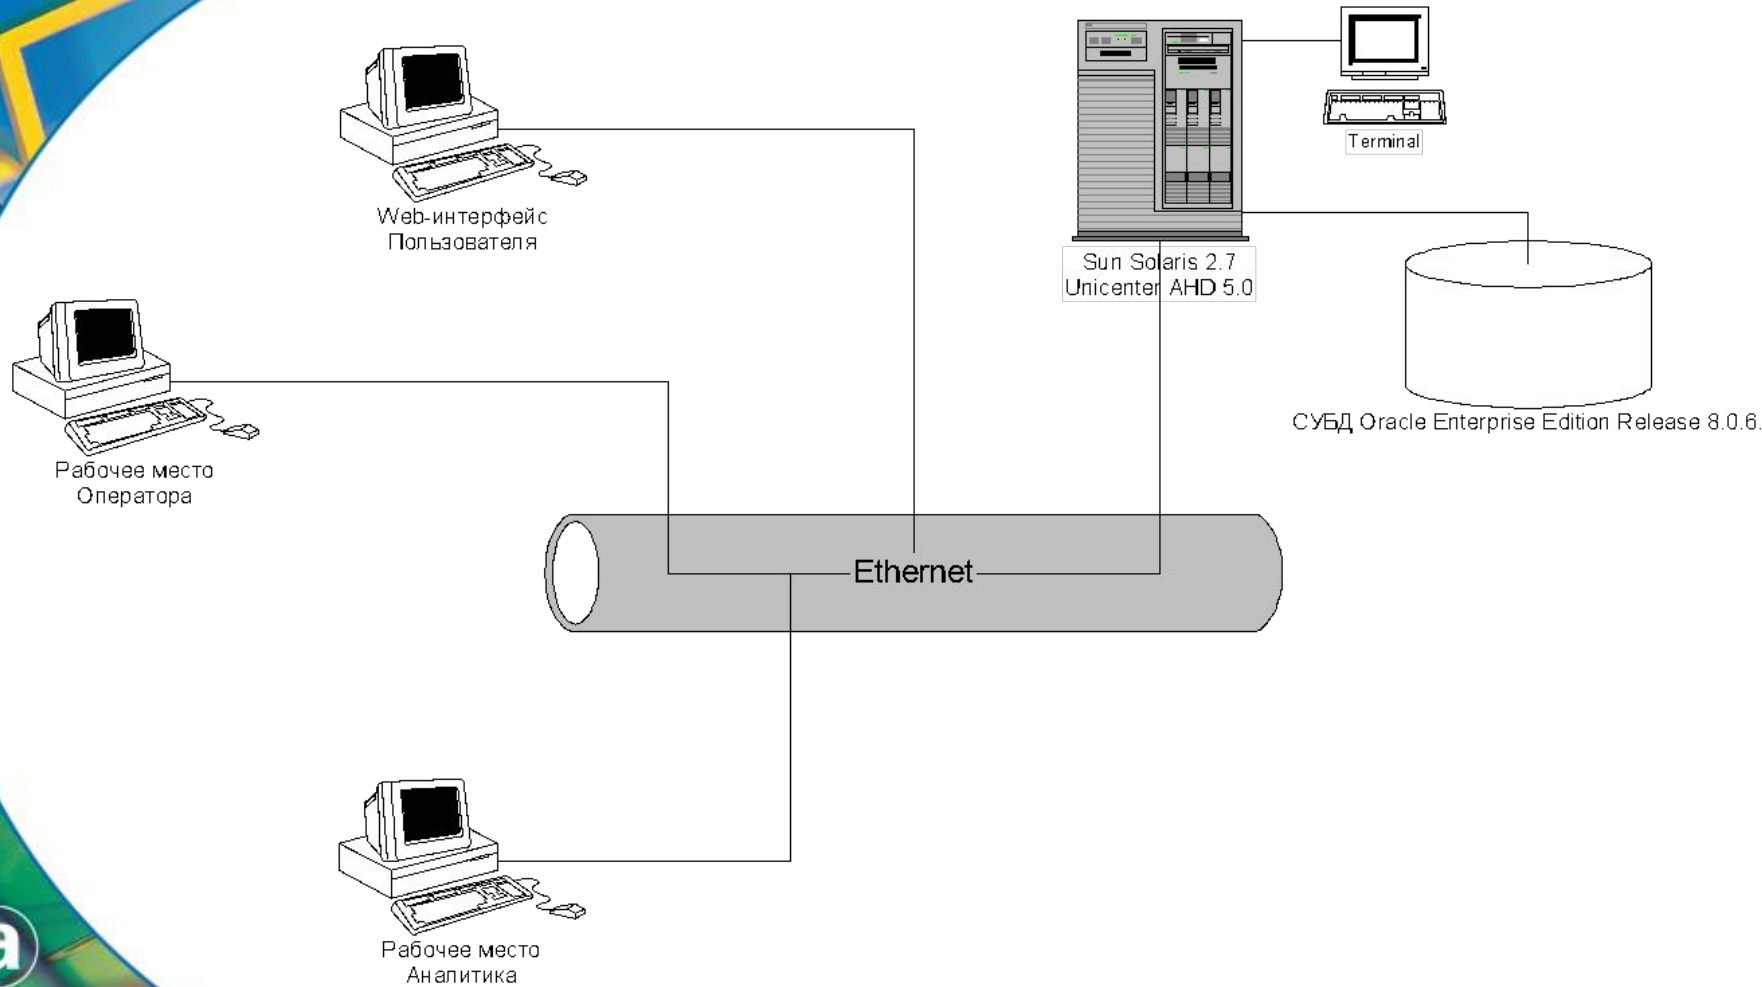 Terminal
Web-интерфейс
Пользователя
Sun Solaris 2.7
Unicenter AHD 5.0
СУБД Oracle Enterprise Edition Release 8.0.6.
Рабочее место
Оператора
Ethernet
Рабочее место
Аналитика